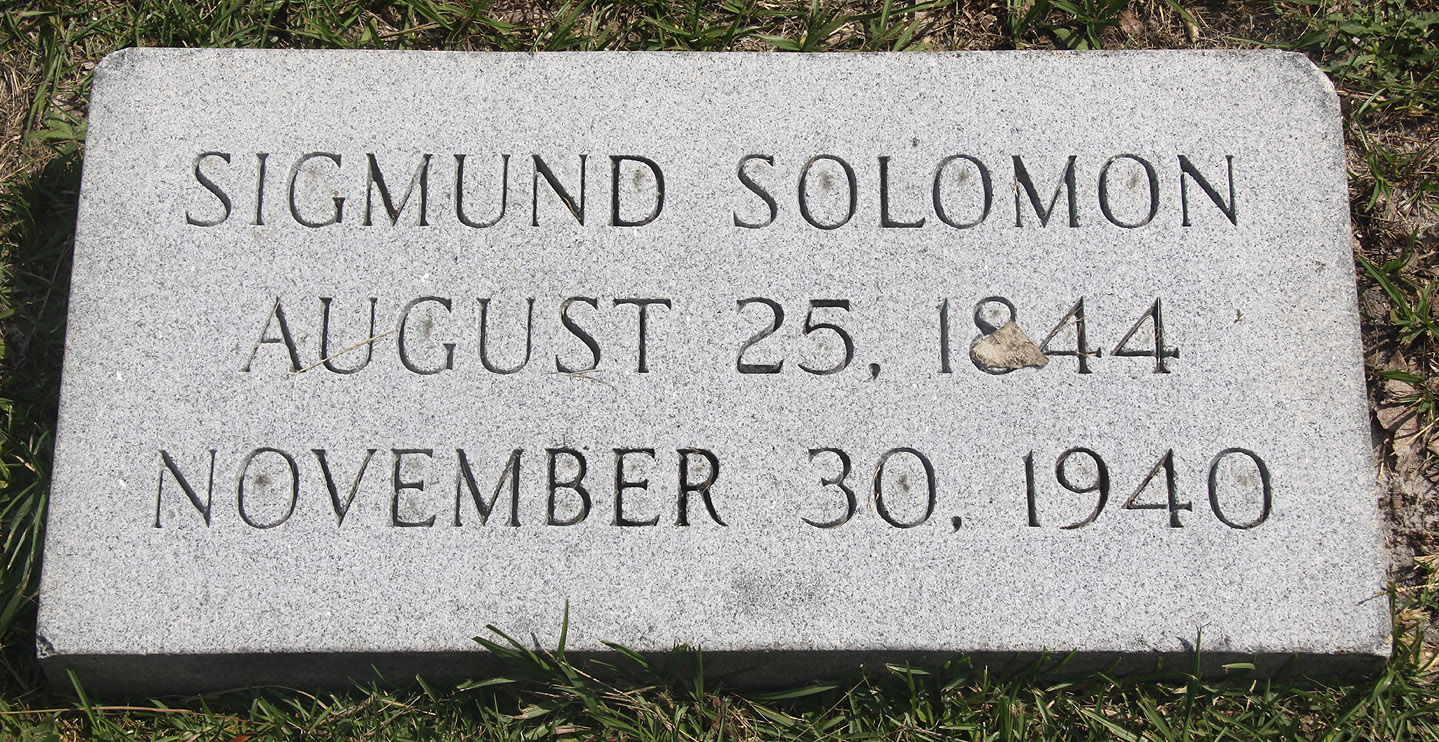 SIGMUND SOLOMON
AUGUST 25, 1844
NOVEMBER 30, 1940